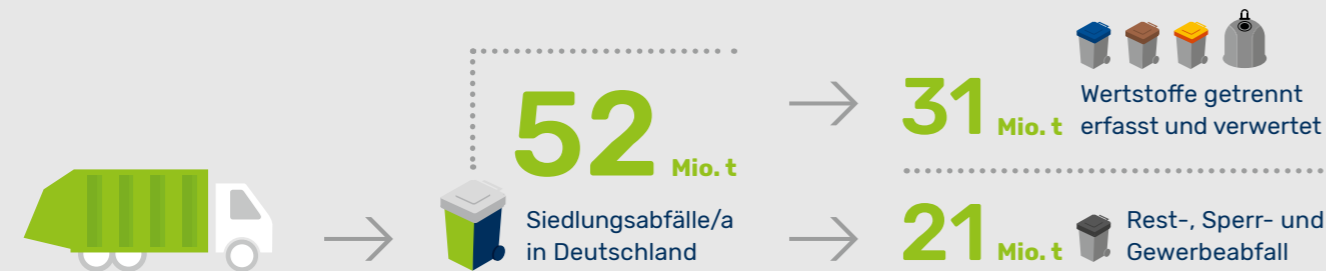 52 Mio. t
Siedlungsabfälle/a
in Deutschland
31 Mio. t
Wertstoffe getrennt
erfasst und verwertet
21 Mio. t
Rest-, Sperr- und
Gewerbeabfall